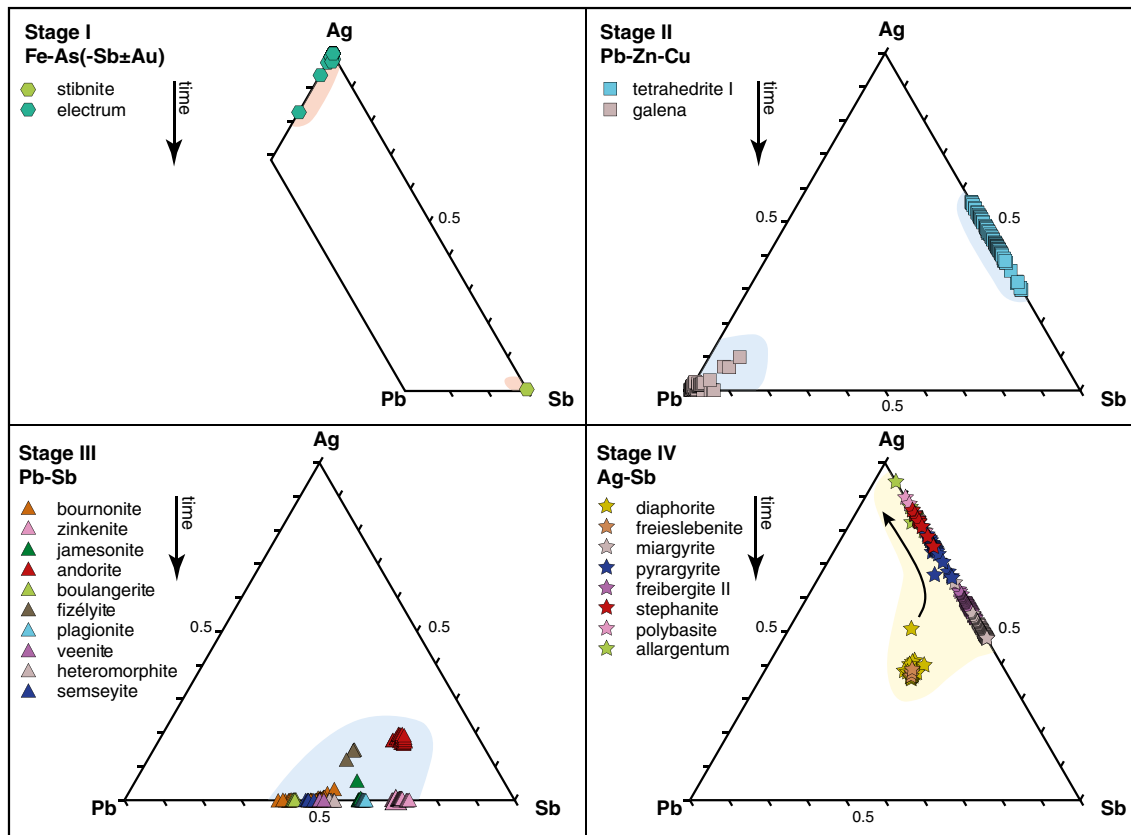 Stage I
Fe-As(-Sb±Au)
stibnite
electrum
time
Ag
0.5
Pb
Sb
Stage II
Pb-Zn-Cu
tetrahedrite I
galena
time
Ag
0.5
0.5
Pb
0.5
Sb
Stage III
Pb-Sb
bournonite
zinkenite
jamesonite
andorite
boulangerite
fizélyite
plagionite
veenite
heteromorphite
semseyite
time
Ag
0.5
0.5
Pb
0.5
Sb
Stage IV
Ag-Sb
diaphorite
freieslebenite
miargyrite
pyrargyrite
freibergite II
stephanite
polybasite
allargentum
time
Ag
0.5
0.5
Pb
0.5
Sb